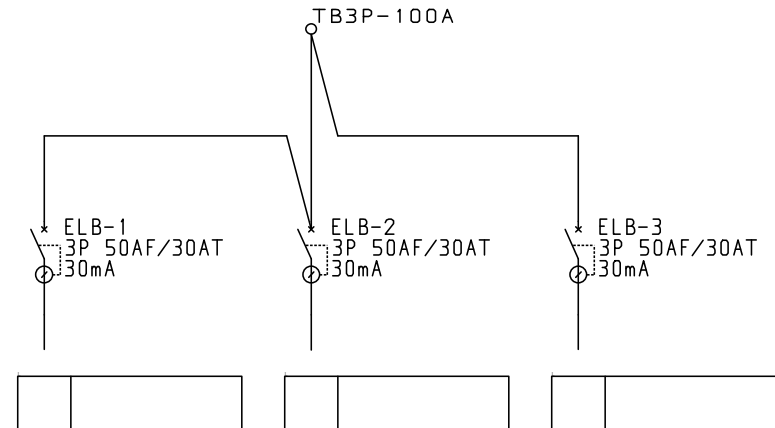 TB3P-100A
ELB-1
3P 50AF/30AT
30mA
ELB-2
3P 50AF/30AT
30mA
ELB-3
3P 50AF/30AT
30mA